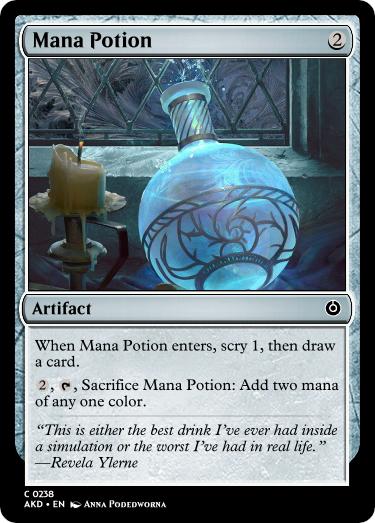 Mana Potion 2
Artifact
When Mana Potion enters, scry 1, then draw
a card.
2, , Sacrifice Mana Potion: Add two mana
of any one color.
“This is either the best drink I’ve ever had inside
a simulation or the worst I’ve had in real life.”
—Revela Ylerne
C 0238
AKD • EN Anna Podedworna